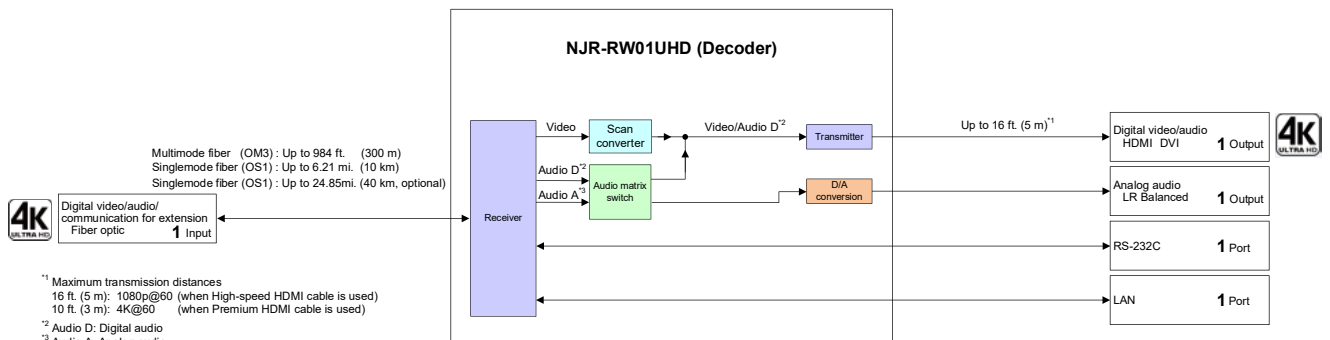 NJR-RW01UHD (Decoder)
Multimode fiber (OM3) : Up to 984 ft. (300 m)
Singlemode fiber (OS1) : Up to 6.21 mi. (10 km)
Singlemode fiber (OS1) : Up to 24.85mi. (40 km, optional)
4K
ULTRA HD
Digital video/audio/
communication for extension
Fiber optic 1 Input
Receiver
Video
Scan
converter
Audio D*2
Audio A*3
Audio matrix
switch
Video/Audio D*2
Transmitter
D/A
conversion
Up to 16 ft. (5 m)*1
Digital video/audio
HDMI DVI 1 Output
4K
ULTRA HD
Analog audio
LR Balanced 1 Output
RS-232C 1 Port
LAN 1 Port
*1 Maximum transmission distances
16 ft. (5 m): 1080p@60 (when High-speed HDMI cable is used)
10 ft. (3 m): 4K@60 (when Premium HDMI cable is used)
*2 Audio D: Digital audio